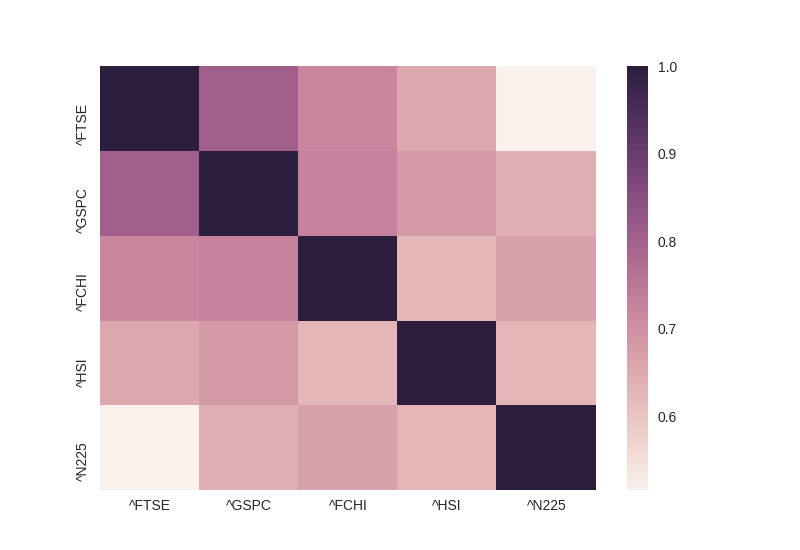 ^FTSE
^GSPC
^FCHI
^HSI
^N225
^FTSE ^GSPC ^FCHI ^HSI ^N225
1.0
0.9
0.8
0.7
0.6